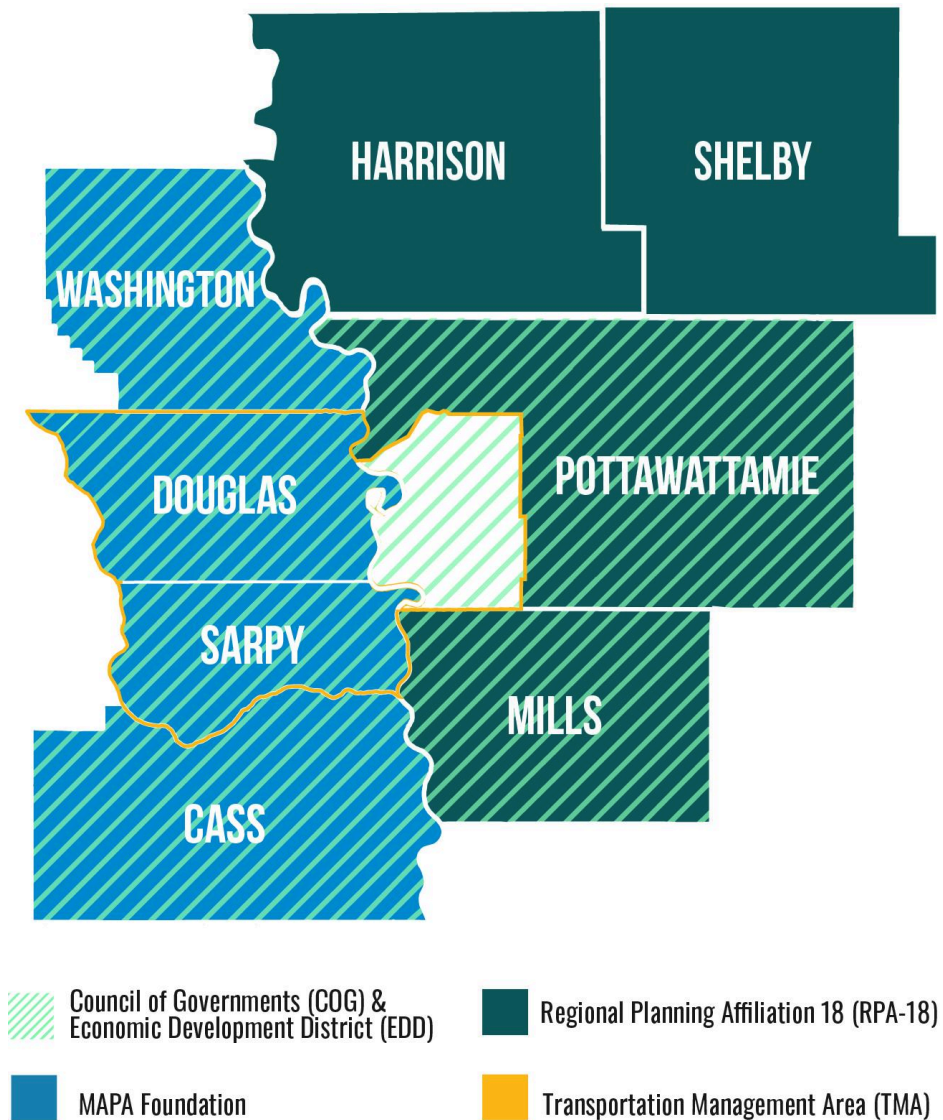 HARRISON
SHELBY
WASHINGTON
DOUGLAS
POTTAWATTAMIE
SARPY
MILLS
CASS
Council of Governments (COG) &
Economic Development District (EDD)
Regional Planning Affiliation 18 (RPA-18)
MAPA Foundation
Transportation Management Area (TMA)